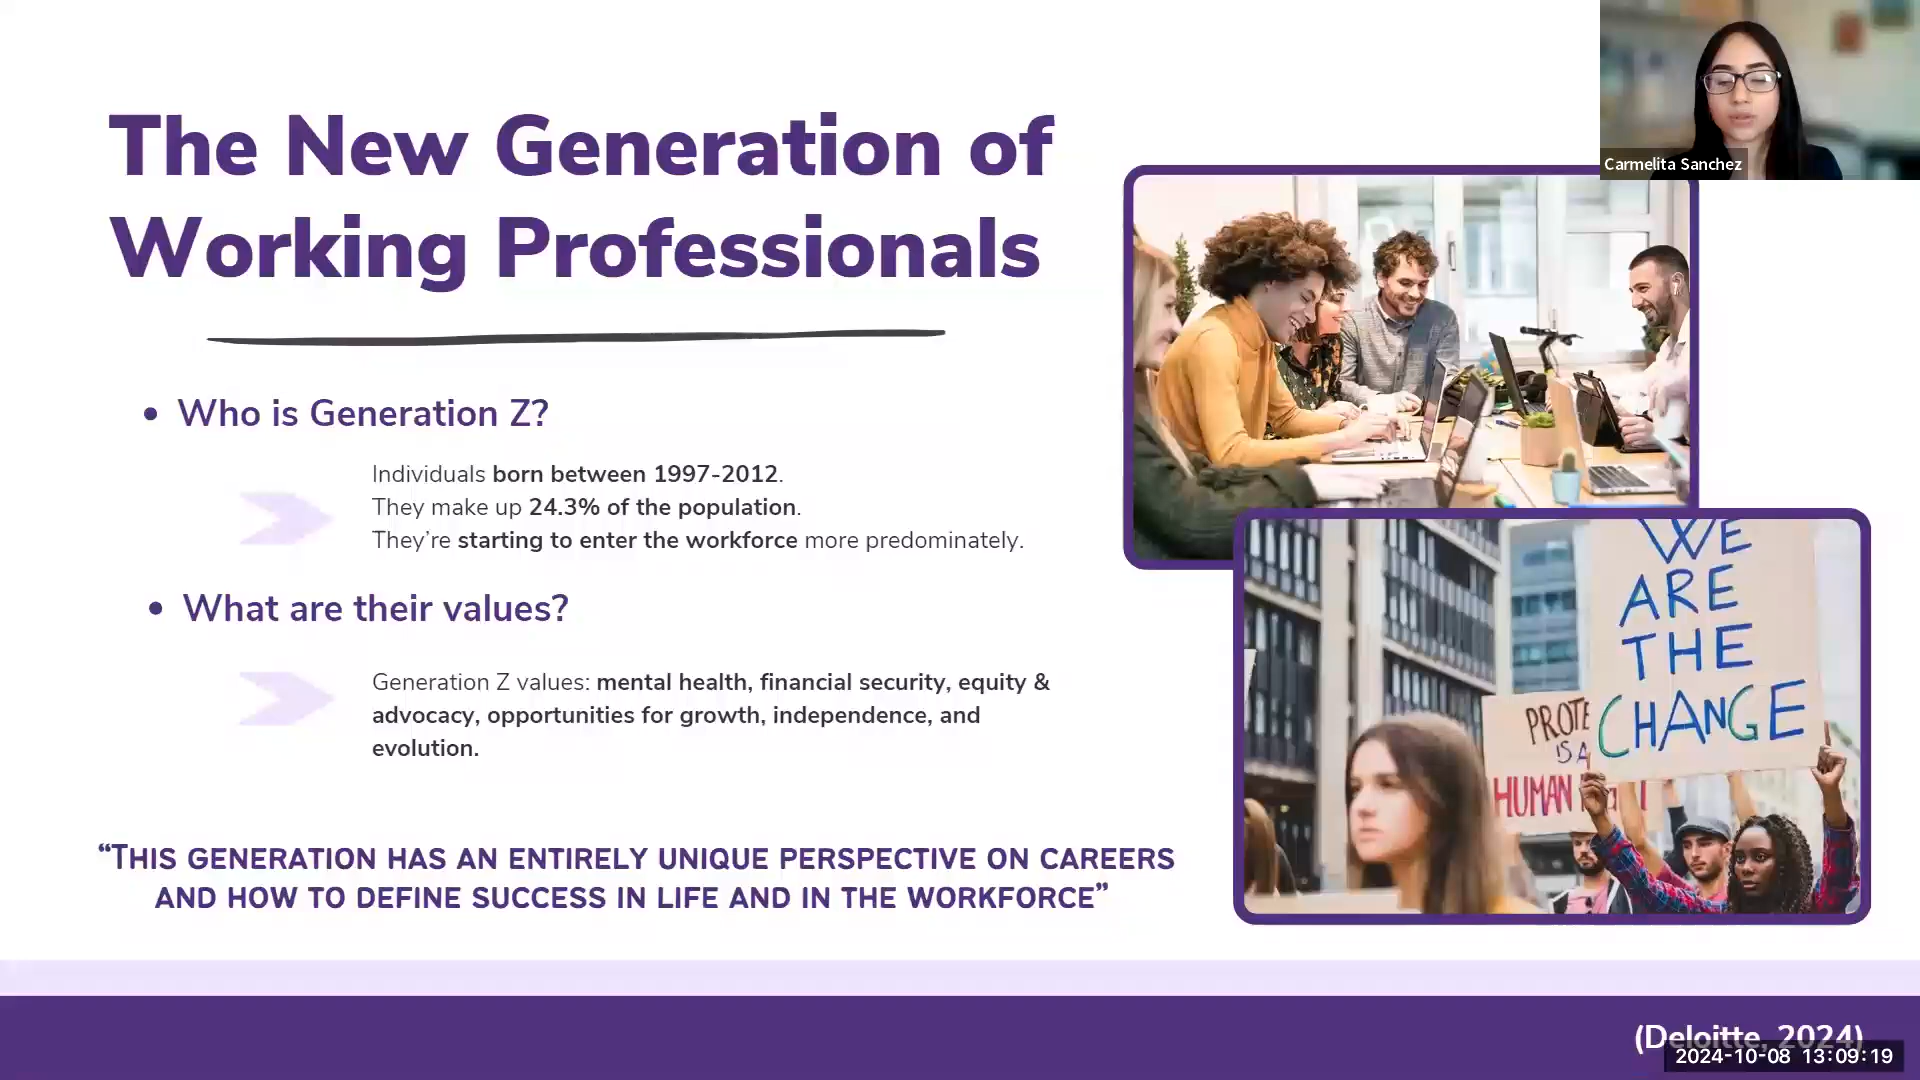 The New Generation of
Working Professionals
Carmelita Sanchez
• Who is Generation Z?
Individuals born between 1997-2012.
They make up 24.3% of the population.
They’re starting to enter the workforce more predominately.
• What are their values?
Generation Z values: mental health, financial security, equity &
advocacy, opportunities for growth, independence, and
evolution.
“THIS GENERATION HAS AN ENTIRELY UNIQUE PERSPECTIVE ON CAREERS
AND HOW TO DEFINE SUCCESS IN LIFE AND IN THE WORKFORCE”
WE
ARE
THE
CHANGE
PROTE
IS A
HUMAN
(Deloitte, 2024)
2024-10-08 13:09:19